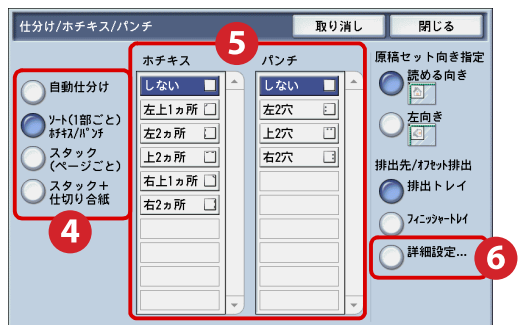 仕分け/ホチキス/パンチ
取り消し
閉じる
5
ホチキス
パンチ
原稿セット向き指定
自動仕分け
ソート(1部ごと)
ホチキス/パンチ
スタック
(ページごと)
スタック＋
仕切り合紙
4
しない
左上1ヵ所
左2ヵ所
上2ヵ所
右上1ヵ所
右2ヵ所
しない
左2穴
上2穴
右2穴
読める向き
左向き
排出先/オフセット排出
排出トレイ
フィニッシャートレイ
詳細設定...
6